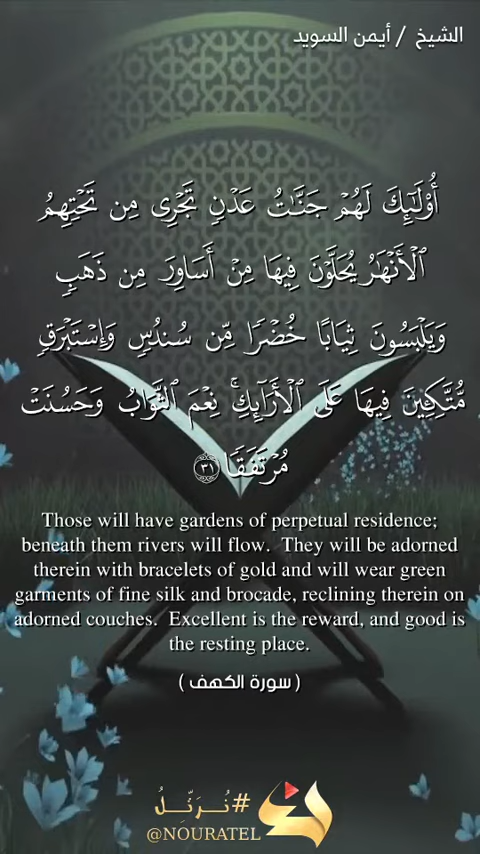 الشيخ / أيمن السويد
أُوْلَٰٓئِكَ لَهُمۡ جَنَّٰتُ عَدۡنٖ تَجۡرِي مِن تَحۡتِهِمُ
ٱلۡأَنۡهَٰرُ يُحَلَّوۡنَ فِيهَا مِنۡ أَسَاوِرَ مِن ذَهَبٖ
وَيَلۡبَسُونَ ثِيَابًا خُضۡرٗا مِّن سُندُسٖ وَإِسۡتَبۡرَقٖ
مُّتَّكِـِٔينَ فِيهَا عَلَى ٱلۡأَرَآئِكِۚ نِعۡمَ ٱلثَّوَابُ وَحَسُنَتۡ
مُرۡتَفَقٗا ٣١
Those will have gardens of perpetual residence;
beneath them rivers will flow. They will be adorned
therein with bracelets of gold and will wear green
garments of fine silk and brocade, reclining therein on
adorned couches. Excellent is the reward, and good is
the resting place.
( سورة الكهف )
#نُـرَتِّـلُ
@NOURATEL